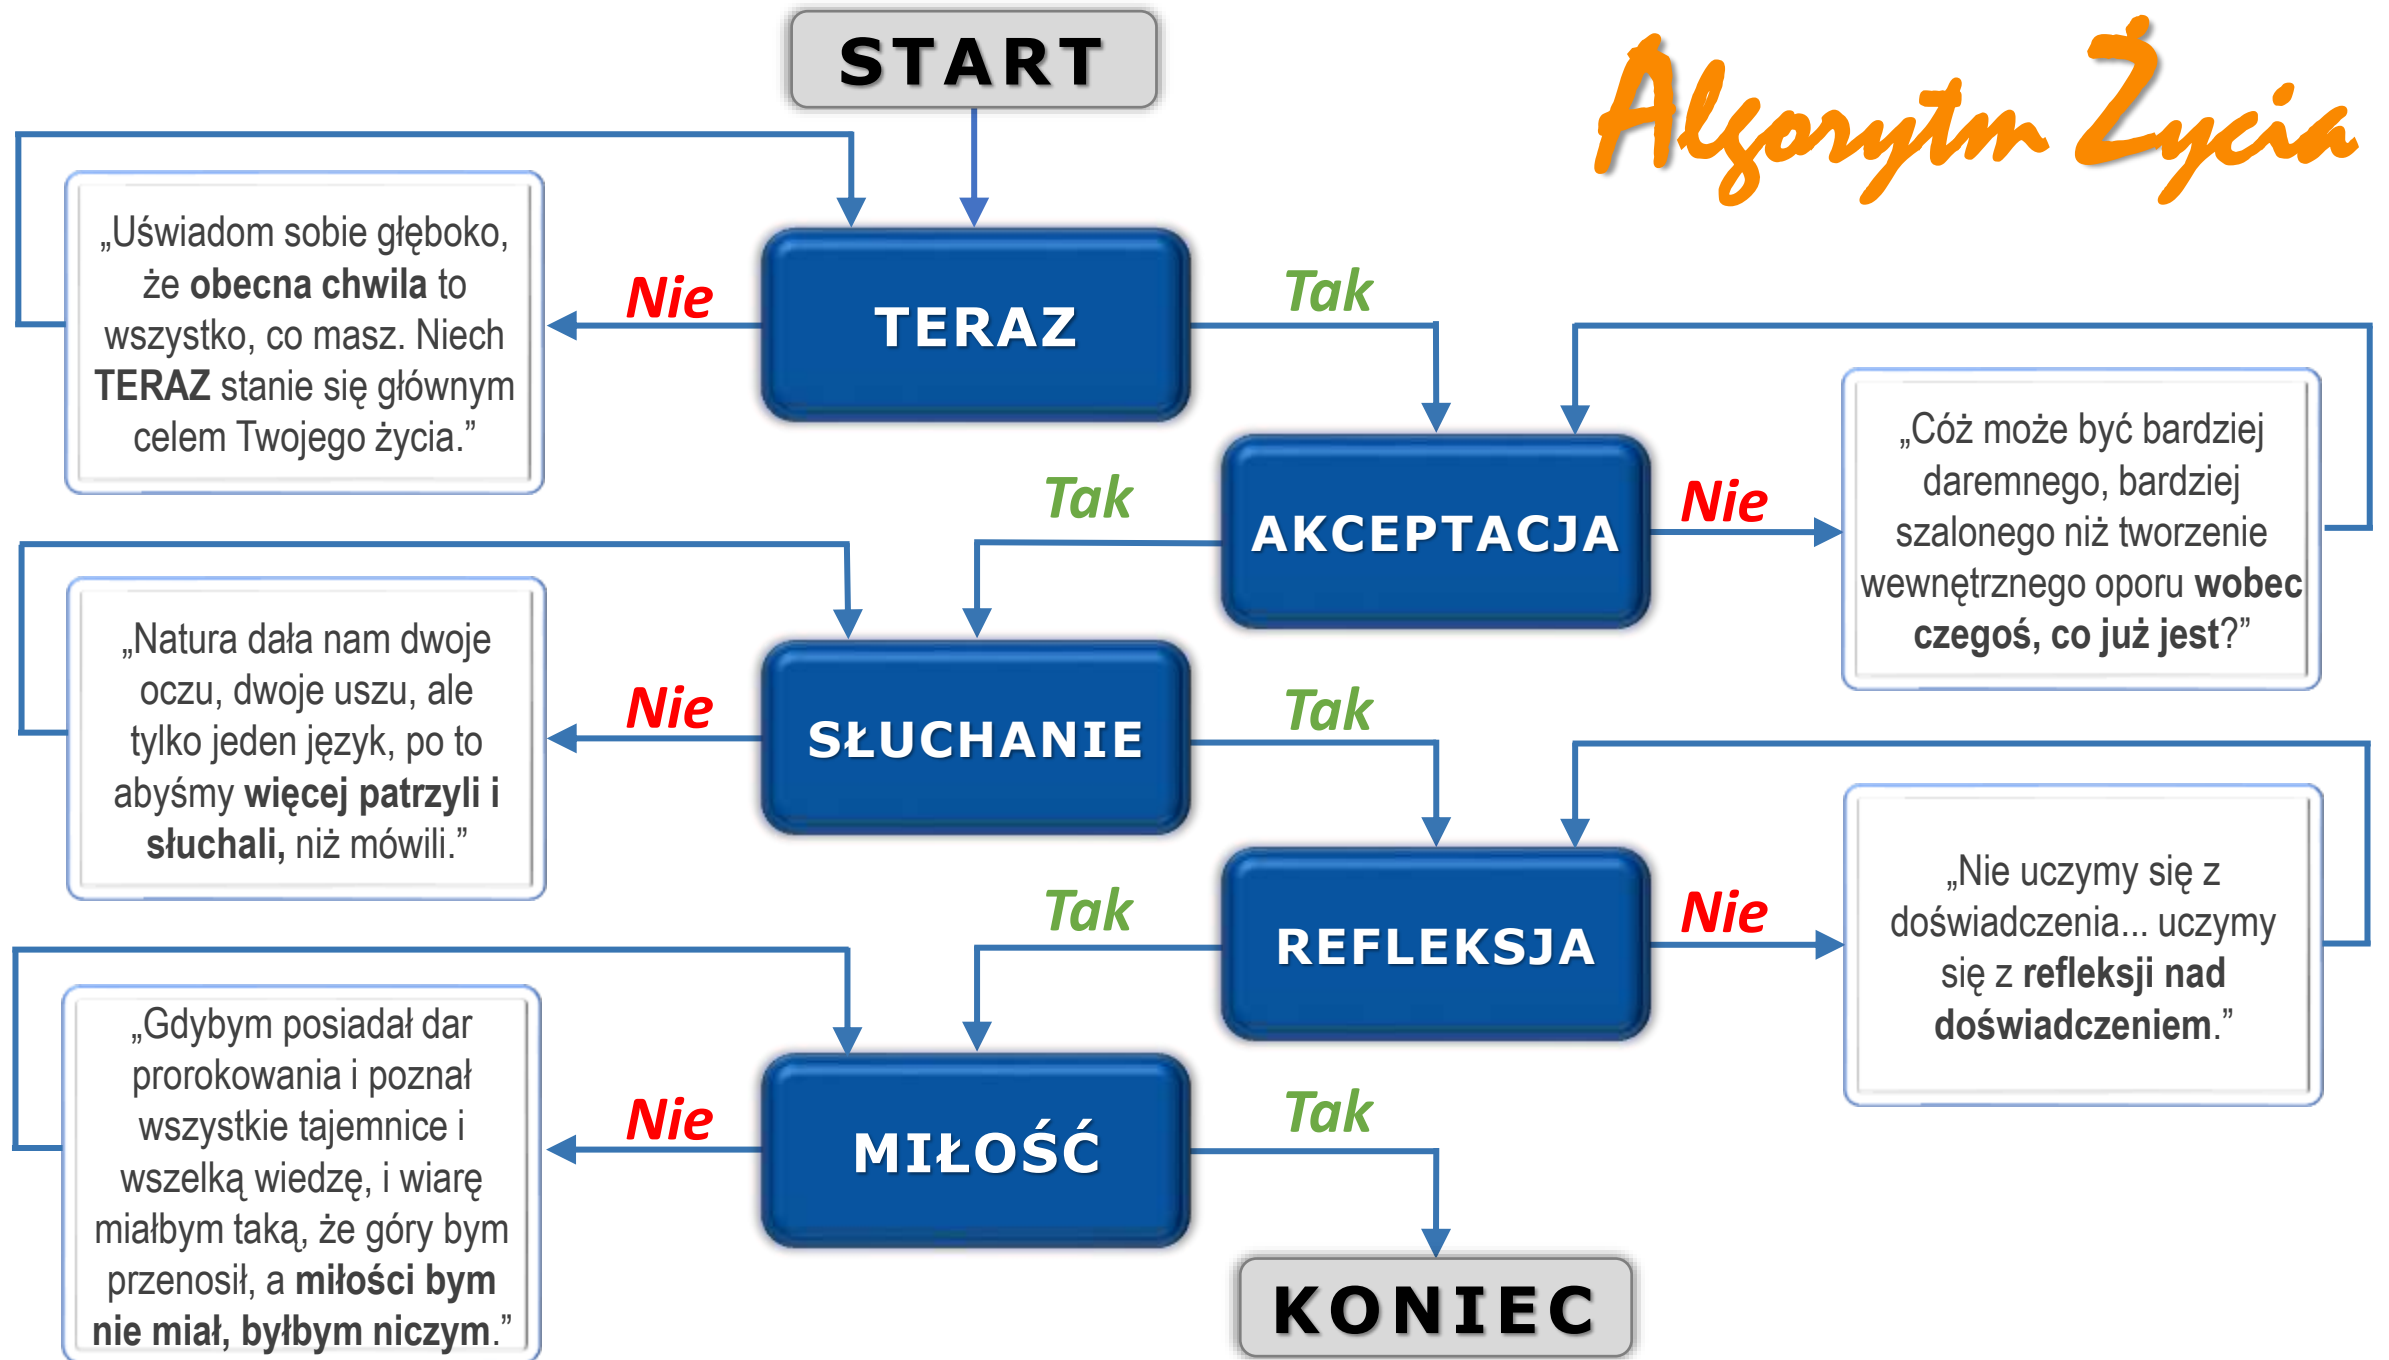 START
Algorytm Życia
„Uświadom sobie głęboko,
że obecna chwila to
wszystko, co masz. Niech
TERAZ stanie się głównym
celem Twojego życia.”
Nie
TERAZ
Tak
„Cóż może być bardziej
daremnego, bardziej
szalonego niż tworzenie
wewnętrznego oporu wobec
czegoś, co już jest?”
Tak
AKCEPTACJA
Nie
„Natura dała nam dwoje
oczu, dwoje uszu, ale
tylko jeden język, po to
abyśmy więcej patrzyli i
słuchali, niż mówili.”
Nie
SŁUCHANIE
Tak
Tak
REFLEKSJA
Nie
„Nie uczymy się z
doświadczenia... uczymy
się z refleksji nad
doświadczeniem.”
„Gdybym posiadał dar
prorokowania i poznał
wszystkie tajemnice i
wszelką wiedzę, i wiarę
miałbym taką, że góry bym
przenosił, a miłości bym
nie miał, byłbym niczym.”
Nie
MIŁOŚĆ
Tak
KONIEC